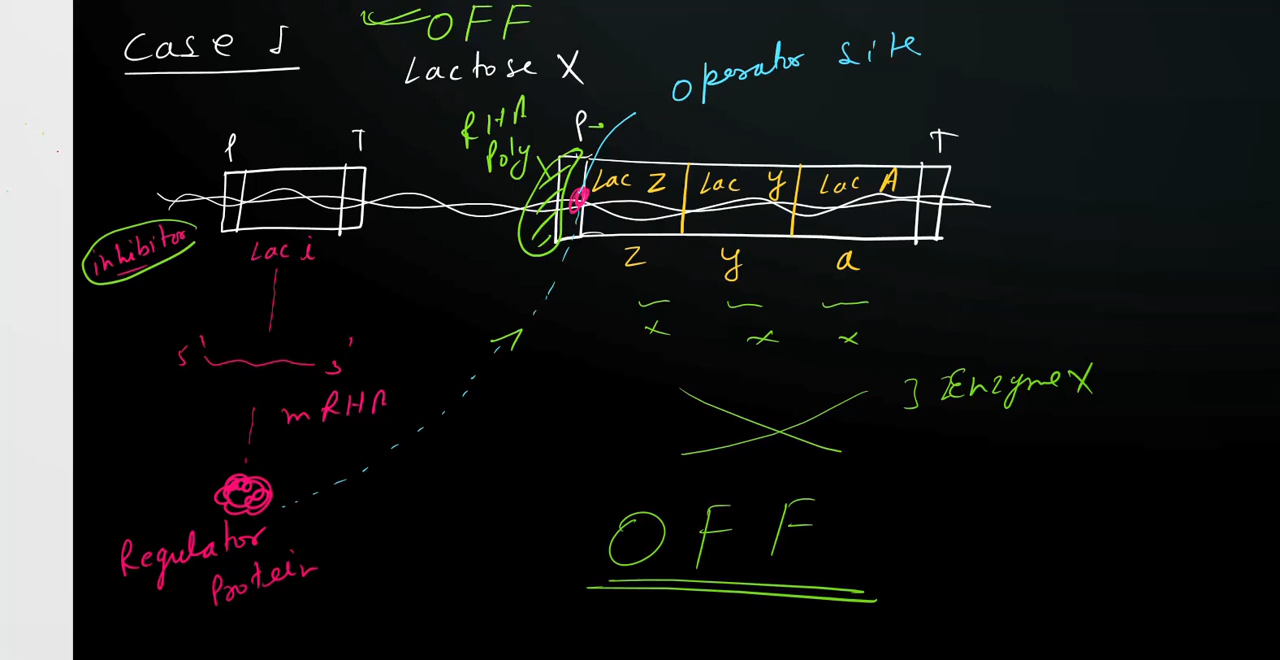 Case 1
OFF
Lactose X
operator site
RNA
Poly
P
T
P
T
Lac Z
Lac Y
Lac A
inhibitor
Lac i
Z
y
a
5'
3'
mRNA
3 Enzyme X
Regulator
Protein
OFF